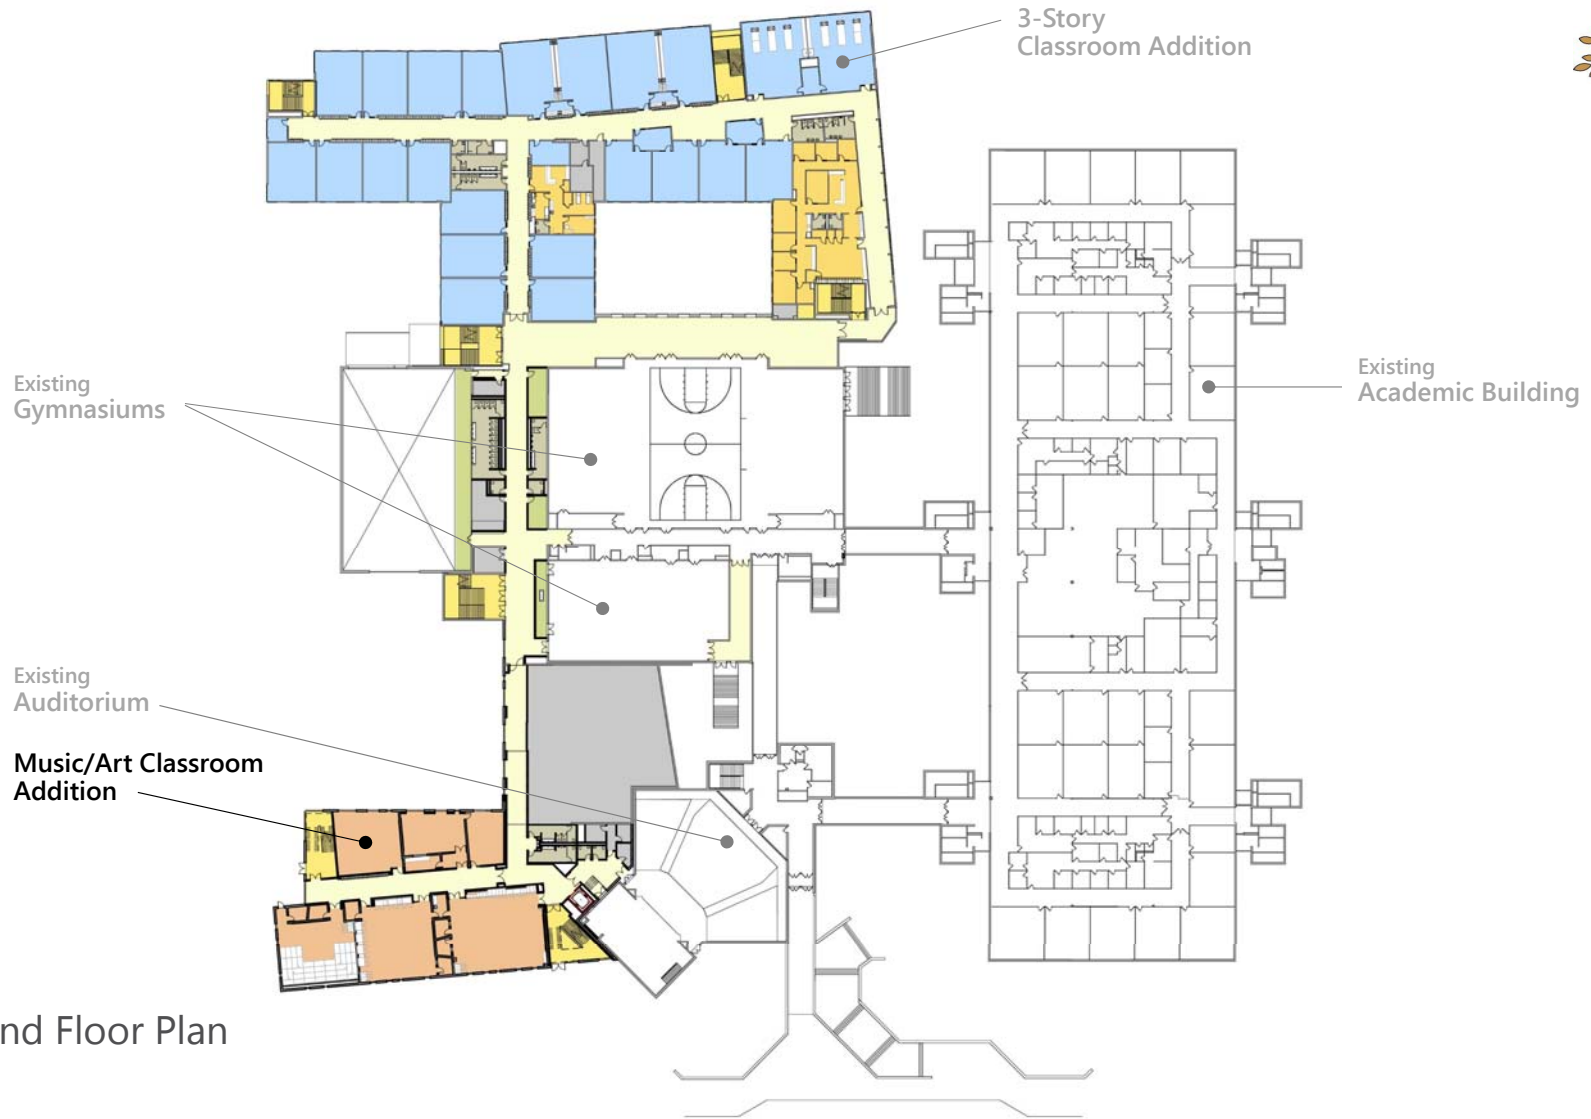 3-Story
Classroom Addition
Existing
Academic Building
Existing
Gymnasiums
Existing
Auditorium
Music/Art Classroom
Addition
nd Floor Plan